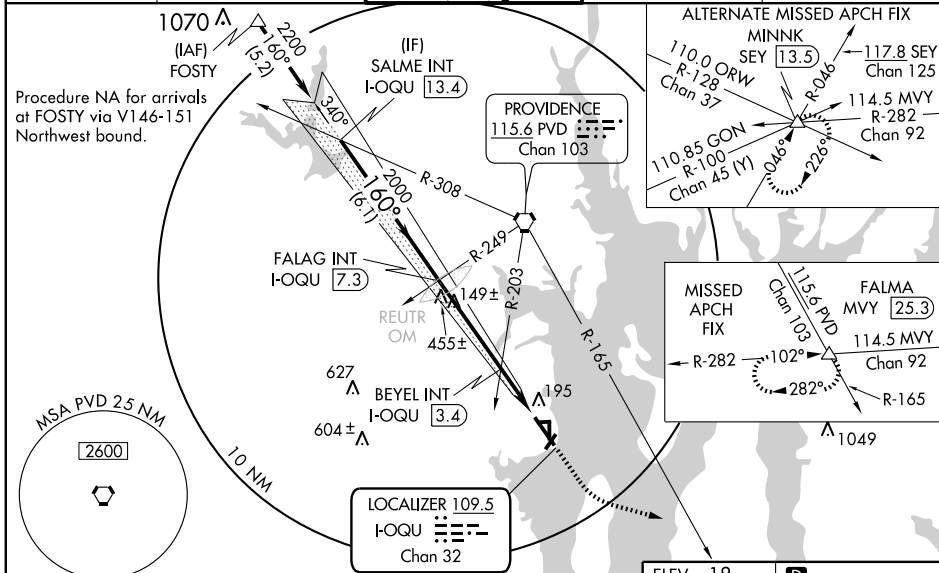 1070
(IAF)
FOSTY
2200
160°
(5.2)
Procedure NA for arrivals
at FOSTY via V146-151
Northwest bound.
(IF)
SALME INT
I-OQU 13.4
340°
2000
160°
(6.1)
R-308
PROVIDENCE
115.6 PVD
Chan 103
R-249
R-203
R-165
FALAG INT
I-OQU 7.3
REUTR
OM
149±
455±
627
604±
BEYEL INT
I-OQU 3.4
195
10 NM
MSA PVD 25 NM
2600
LOCALIZER 109.5
I-OQU
Chan 32
ALTERNATE MISSED APCH FIX
MINNK
SEY 13.5
110.0 ORW
R-128
Chan 37
R-046
117.8 SEY
Chan 125
114.5 MVY
R-282
Chan 92
110.85 GON
R-100
Chan 45 (Y)
046°
226°
MISSED
APCH
FIX
115.6 PVD
Chan 103
FALMA
MVY 25.3
114.5 MVY
Chan 92
R-282
102°
282°
R-165
1049
ELEV 18
D